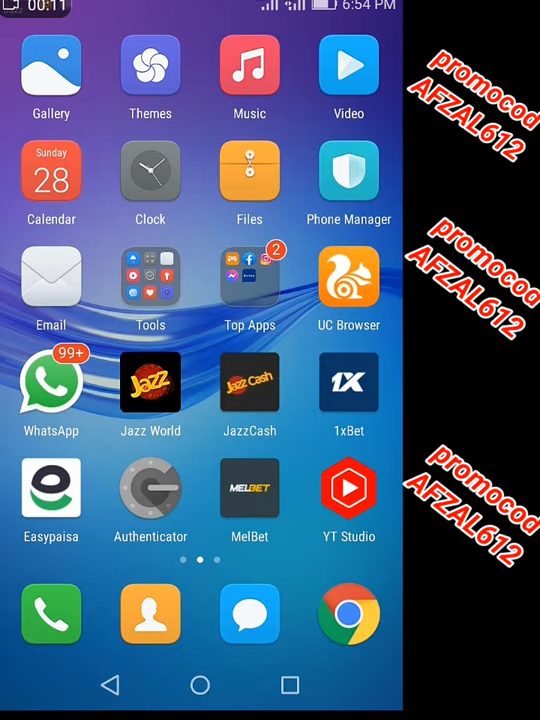 00:11
6:54 PM
Gallery
Themes
Music
Video
Sunday
28
Calendar
Clock
Files
Phone Manager
2
Email
Tools
Top Apps
UC Browser
99+
Jazz
Jazz Cash
1X
WhatsApp
Jazz World
JazzCash
1xBet
MELBET
Easypaisa
Authenticator
MelBet
YT Studio
promocod
AFZAL612
promocod
AFZAL612
promocod
AFZAL612